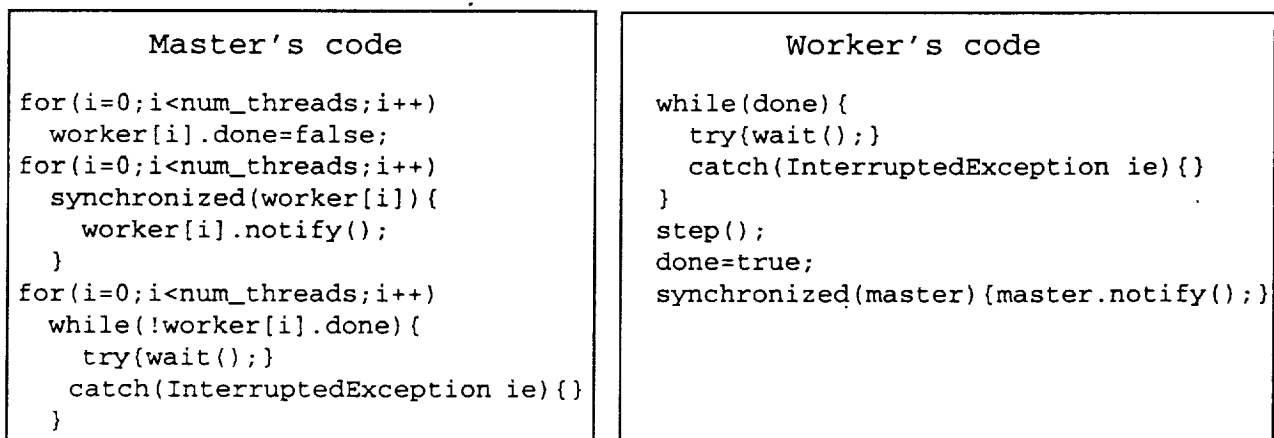 Master's code
for(i=0;i<num_threads;i++)
worker[i].done=false;
for(i=0;i<num_threads;i++)
synchronized(worker[i]){
worker[i].notify();
}
for(i=0;i<num_threads;i++)
while(!worker[i].done){
try{wait();}
catch(InterruptedException ie){}
}
Worker's code
while(done){
try{wait();}
catch(InterruptedException ie){}
}
step();
done=true;
synchronized(master){master.notify();}